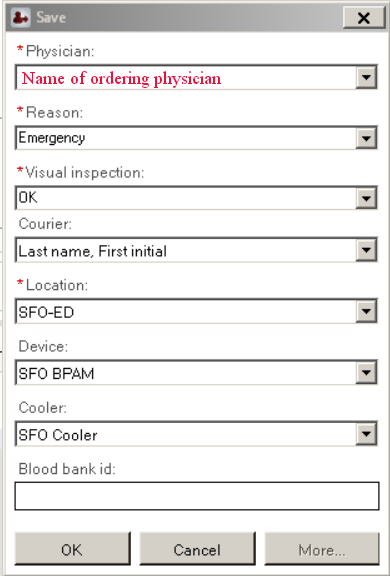 Save
*Physician:
Name of ordering physician
*Reason:
Emergency
*Visual inspection:
OK
Courier:
Last name, First initial
*Location:
SFO-ED
Device:
SFO BPAM
Cooler:
SFO Cooler
Blood bank id:
OK Cancel More...